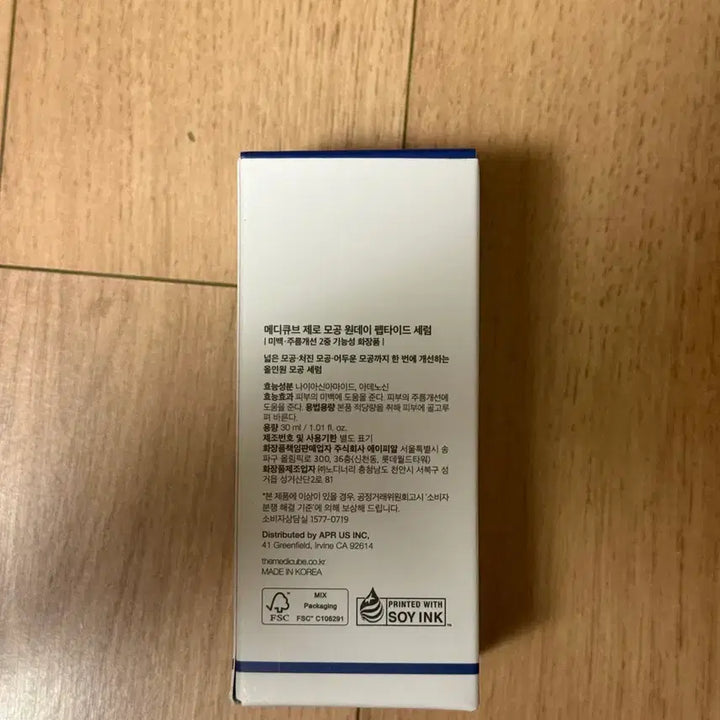 메디큐브 제로 모공 원데이 펩타이드 세럼
| 미백·주름개선 2중 기능성 화장품 |
넓은 모공·처진 모공·어두운 모공까지 한 번에 개선하는
올인원 모공 세럼
효능성분 나이아신아마이드, 아데노신
효능효과 피부의 미백에 도움을 준다. 피부의 주름개선에
도움을 준다. 용법용량 본품 적당량을 취해 피부에 골고루
펴 바른다.
용량 30 ml / 1.01 fl. oz.
제조번호 및 사용기한 별도 표기
화장품책임판매업자 주식회사 에이피알 서울특별시 송
파구 올림픽로 300, 36층(신천동, 롯데월드타워)
화장품제조업자 ㈜노디너리 충청남도 천안시 서북구 성
거읍 성거산단2로 81
*본 제품에 이상이 있을 경우, 공정거래위원회고시 '소비자
분쟁 해결 기준'에 의해 보상해 드립니다.
소비자상담실 1577-0719
Distributed by APR US INC,
41 Greenfield, Irvine CA 92614
themedicube.co.kr
MADE IN KOREA
FSC
MIX
Packaging
FSC® C106291
PRINTED WITH
SOY INK™